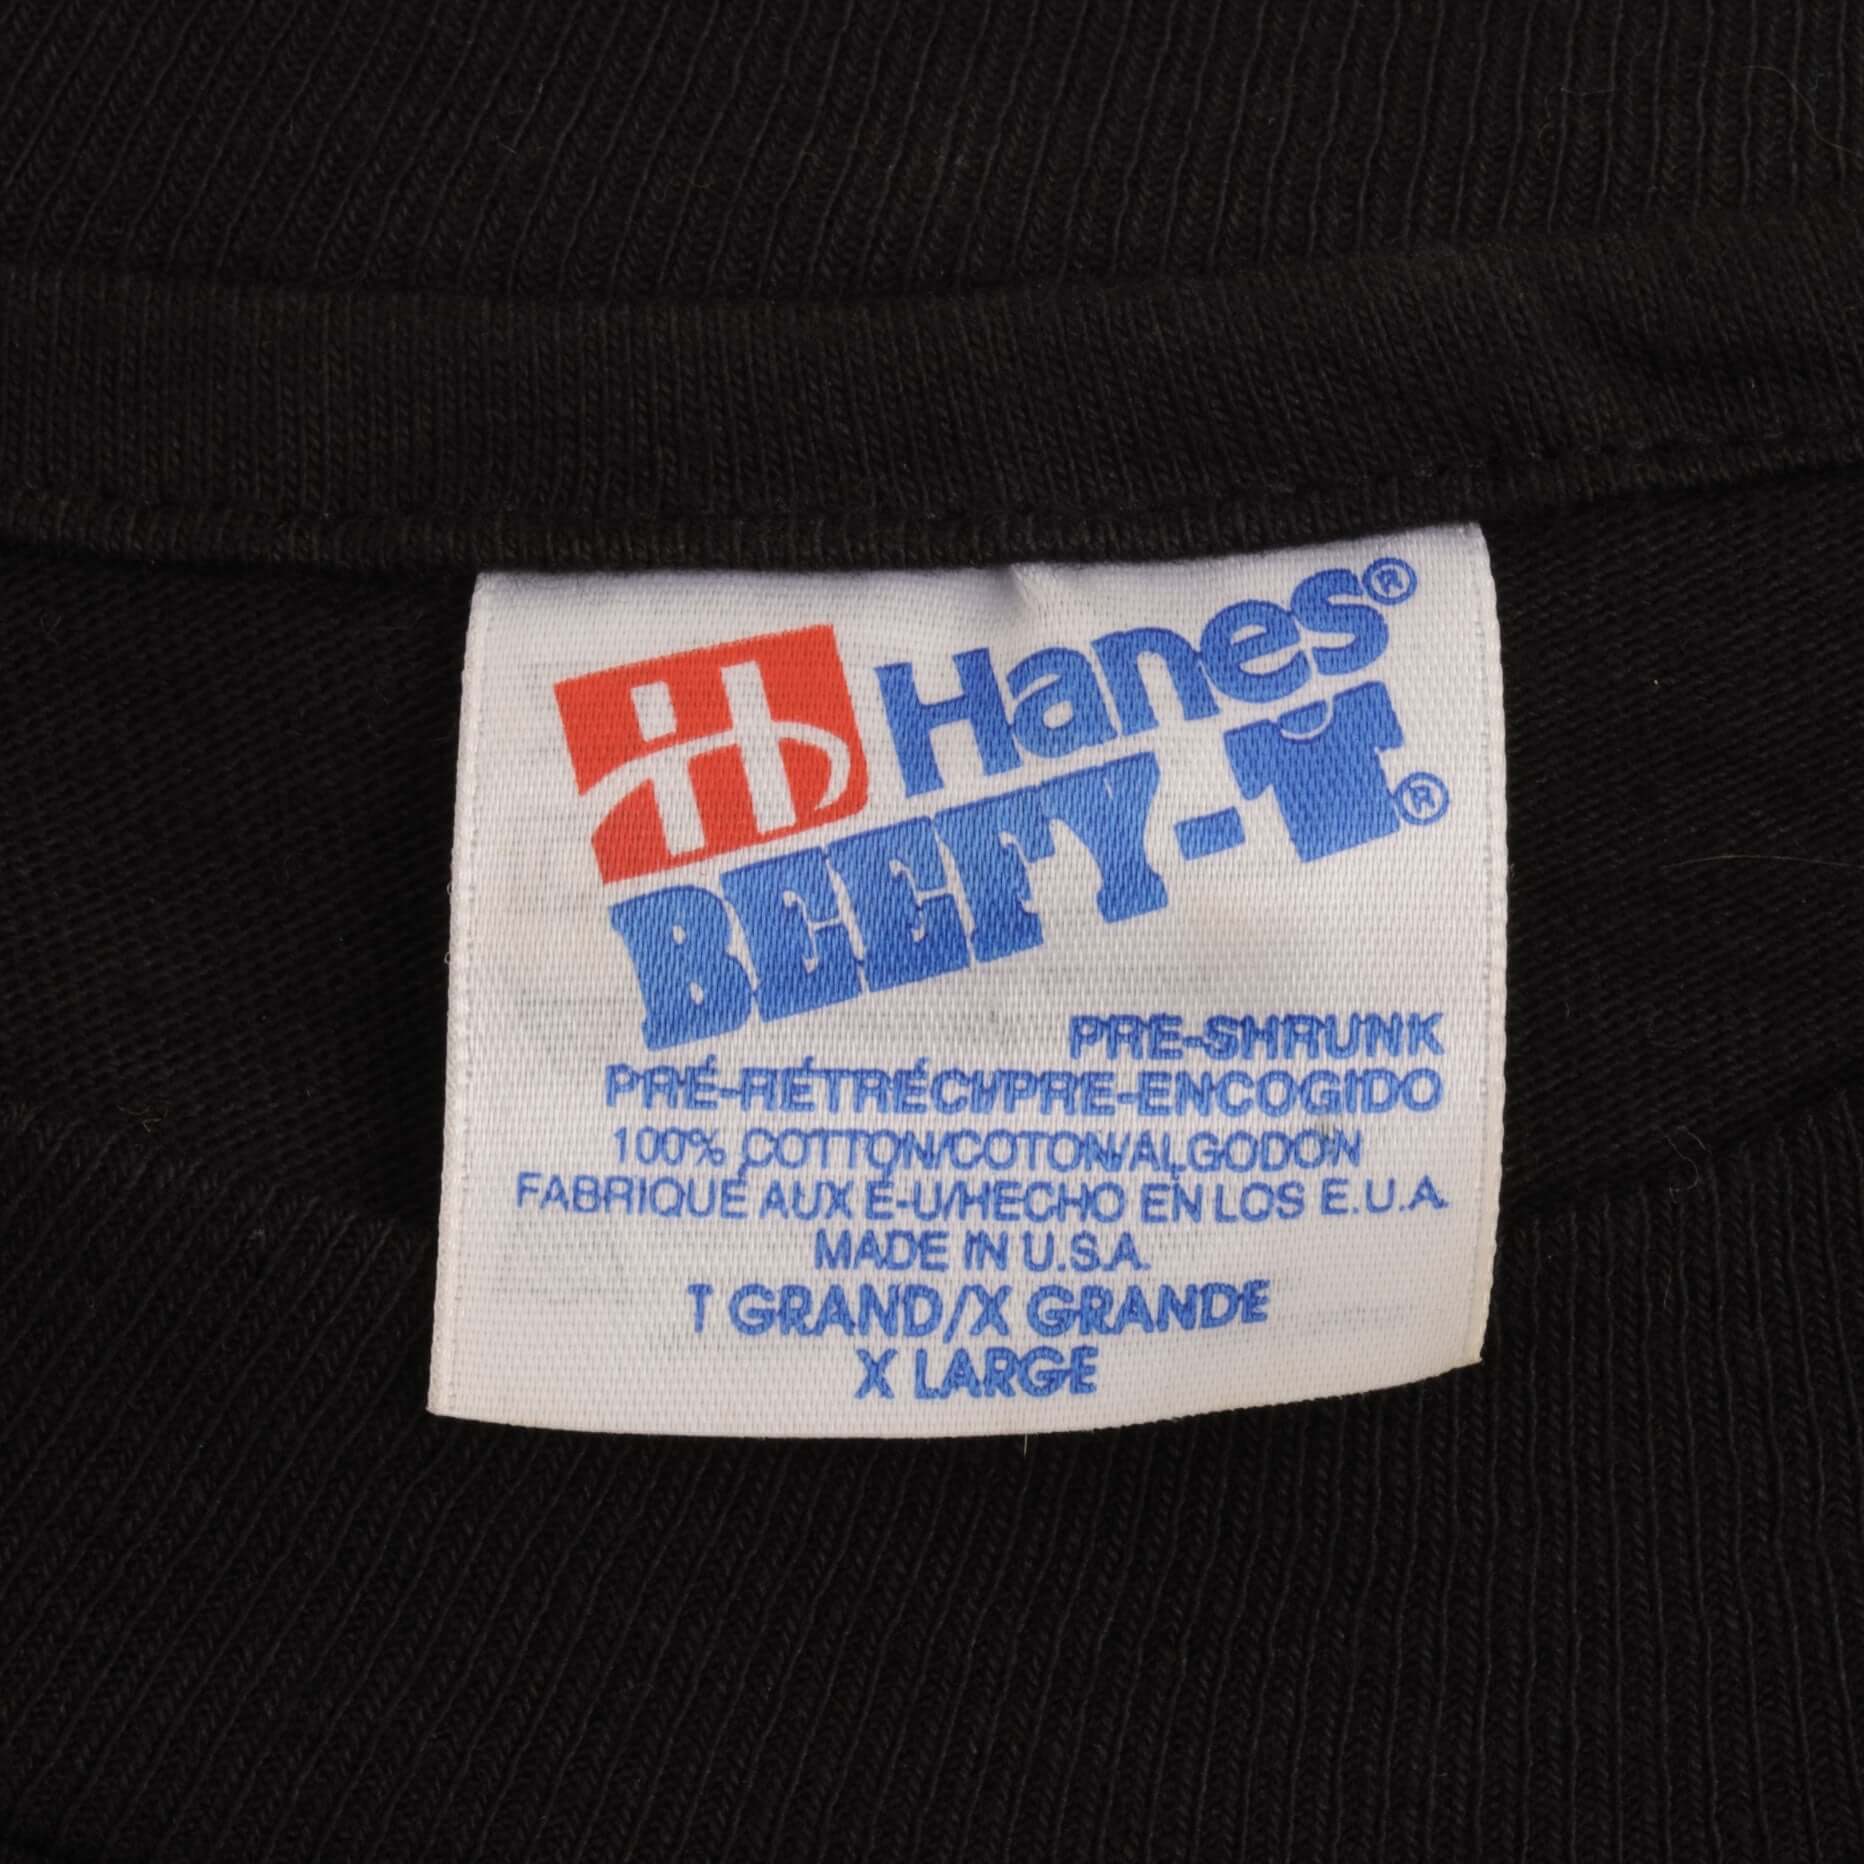 Hanes®
BEEFY-T®
PRE-SHRUNK
PRÉ-RÉTRÉCI/PRE-ENCOGIDO
100% COTTON/COTON/ALGODON
FABRIQUÉ AUX É-U/HECHO EN LOS E.U.A.
MADE IN U.S.A.
T GRAND/X GRANDE
X LARGE